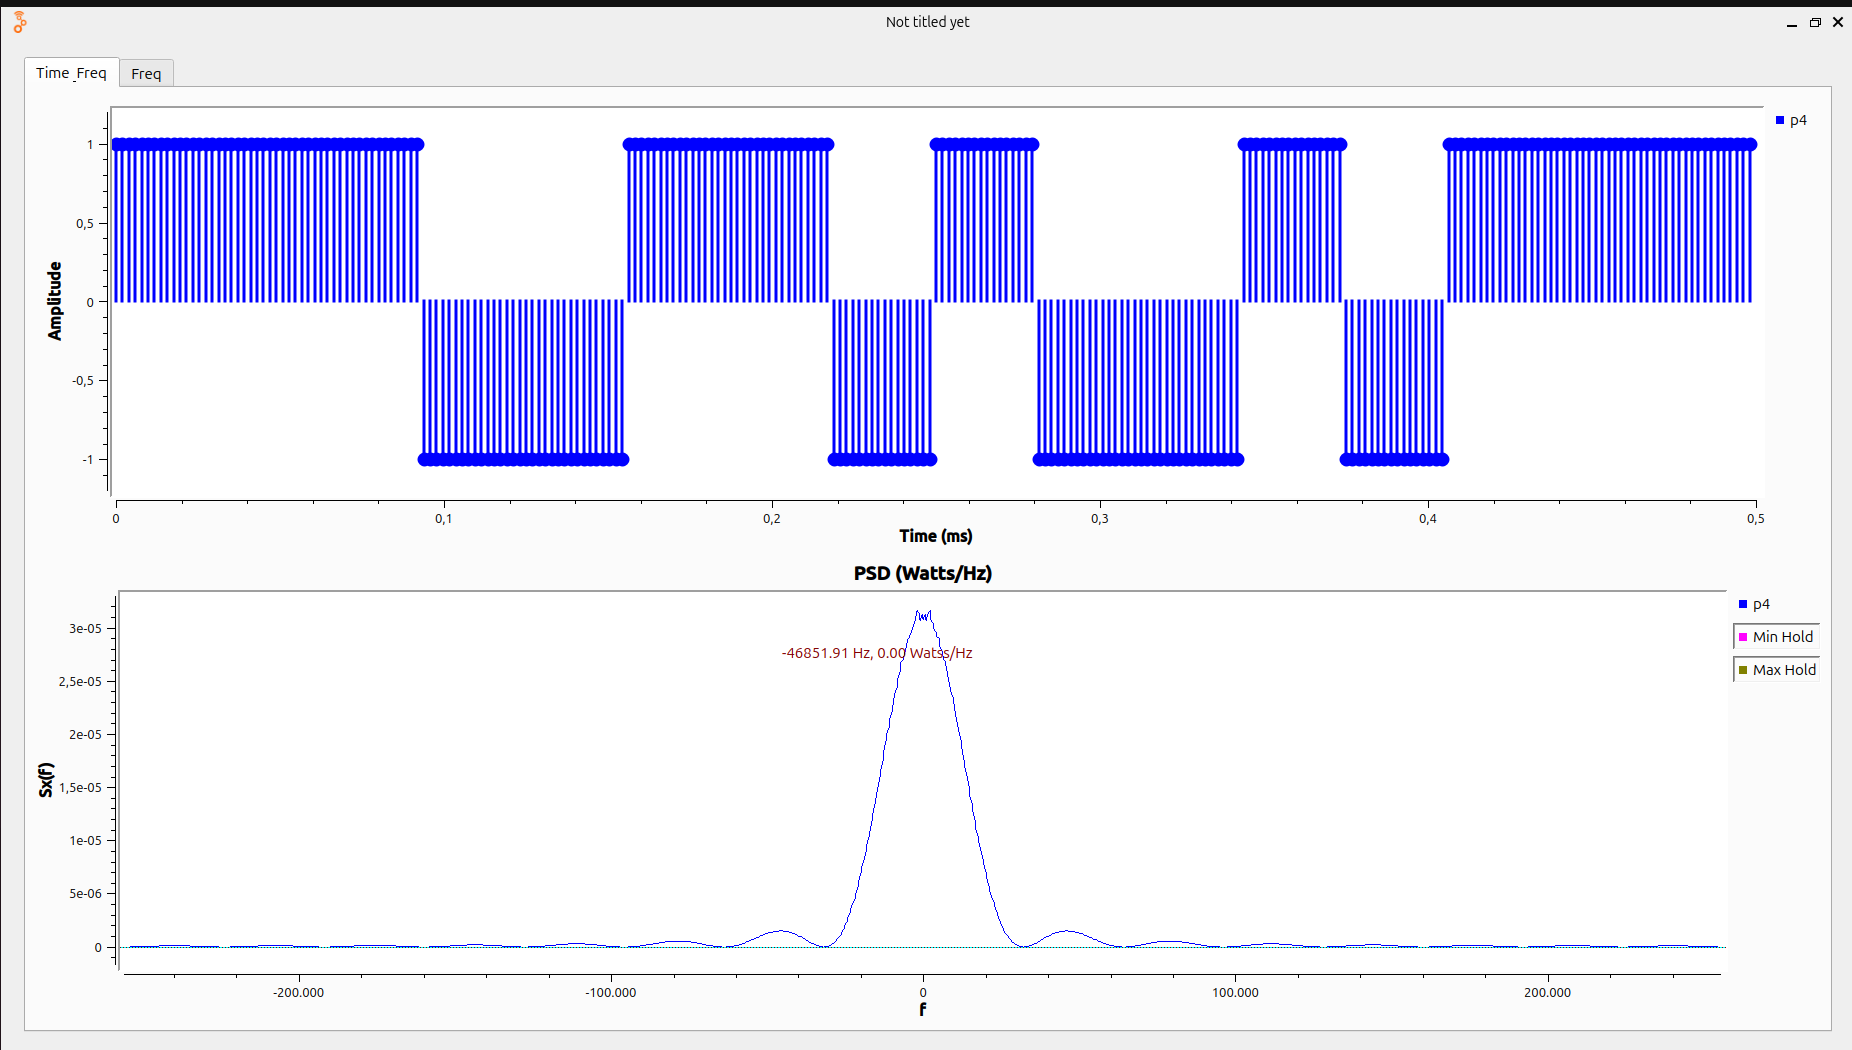 Not titled yet
Time_Freq
Freq
p4
1
0,5
0
-0,5
-1
Amplitude
0
0,1
0,2
0,3
0,4
0,5
Time (ms)
PSD (Watts/Hz)
p4
Min Hold
Max Hold
-46851.91 Hz, 0.00 Watss/Hz
3e-05
2,5e-05
2e-05
1,5e-05
1e-05
5e-06
0
Sx(f)
-200.000
-100.000
0
100.000
200.000
f